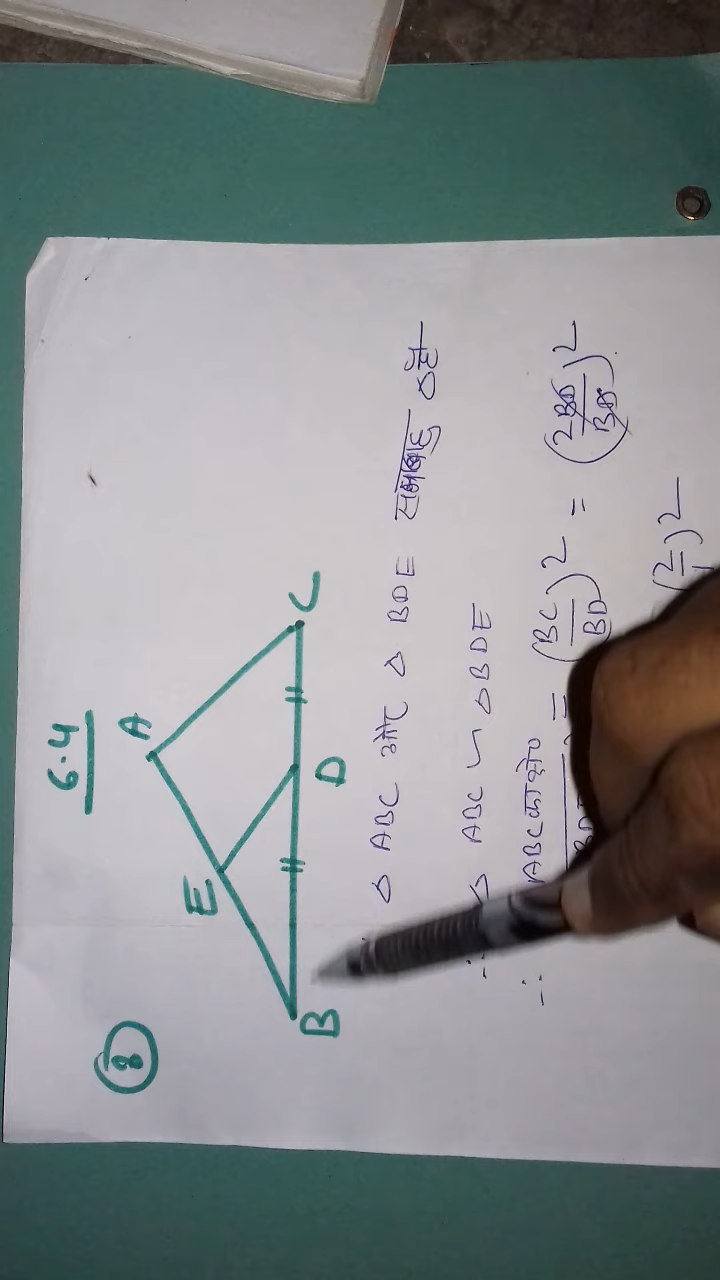 8
6.4
A
E
B D C
Δ ABC और Δ BDE समबाहु है
∴ Δ ABC ∽ Δ BDE
∴ ABC का क्षे० = (BC/BD)² = (2BD/BD)²
(2/1)²